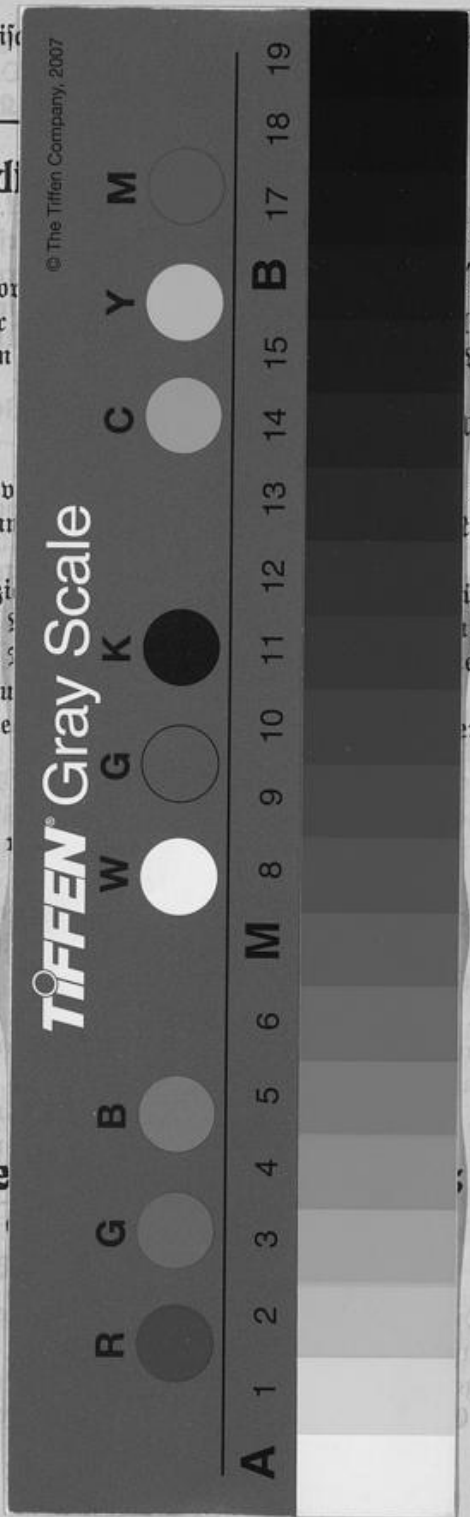 © The Tiffen Company, 2007
TIFFEN® Gray Scale
R G B W G K C Y M
A 1 2 3 4 5 6 M 8 9 10 11 12 13 14 15 B 17 18 19